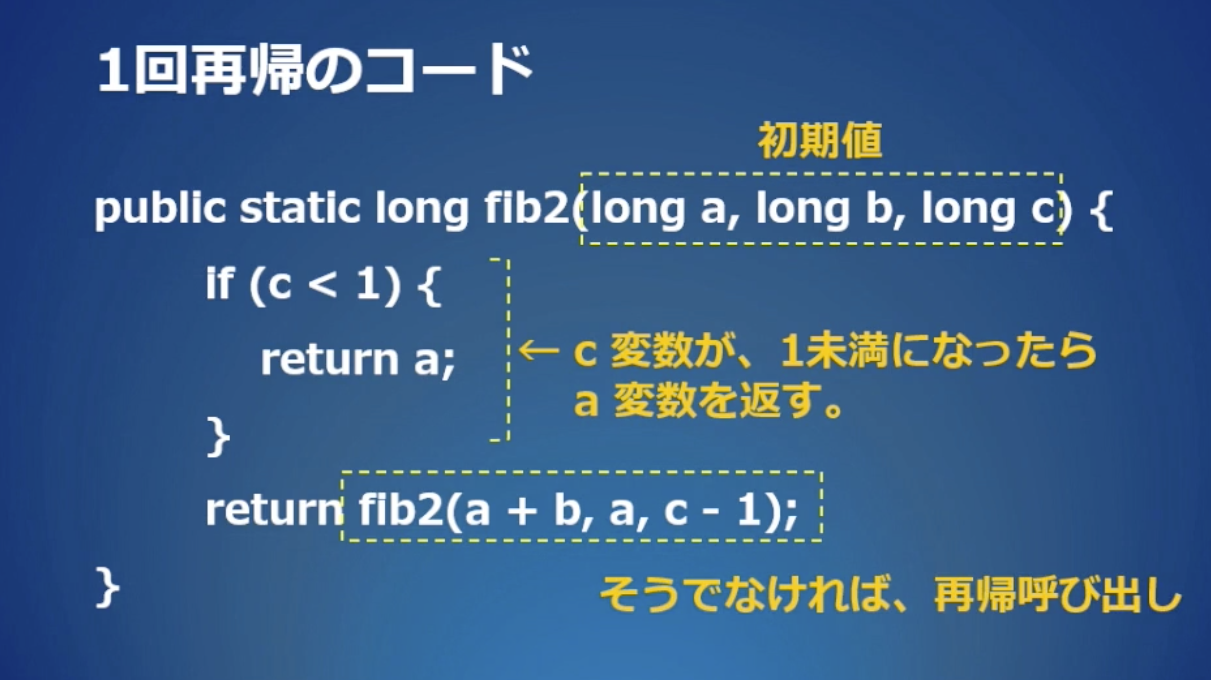 1回再帰のコード
初期値
public static long fib2(long a, long b, long c) {
if (c < 1) {
return a;
← c 変数が、1未満になったら
a 変数を返す。
}
return fib2(a + b, a, c - 1);
}
そうでなければ、再帰呼び出し